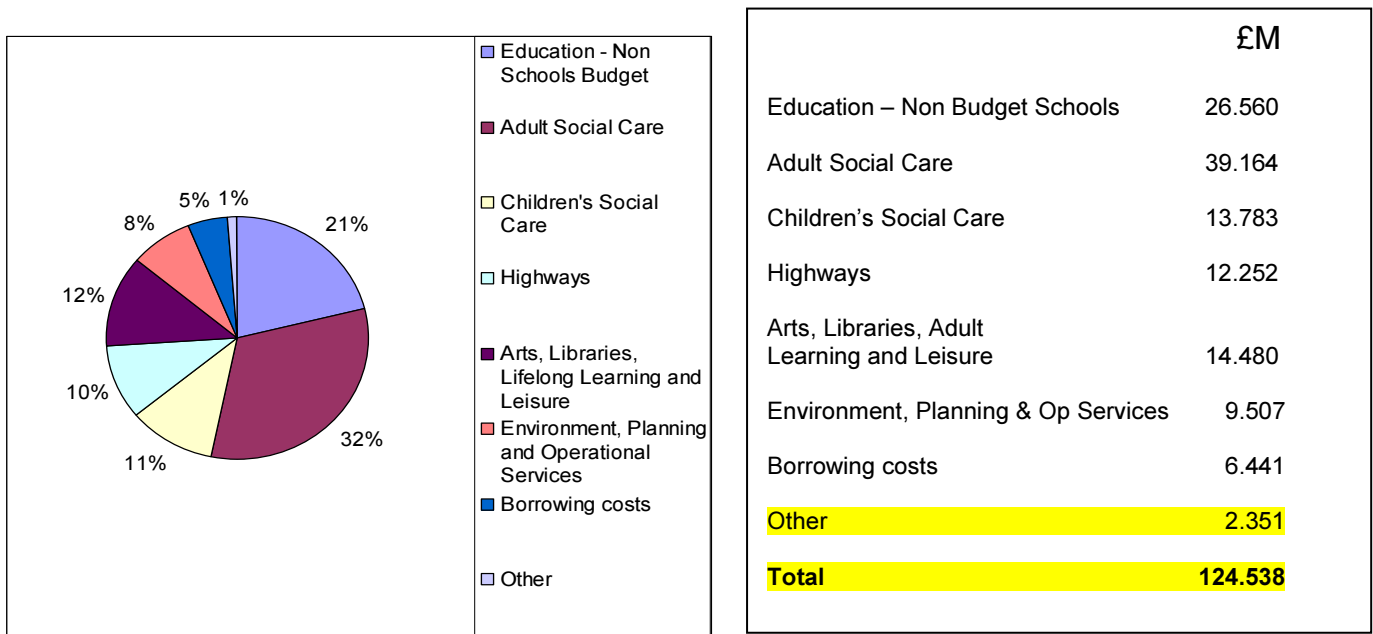 5% 1%
8%
21%
12%
10%
11%
32%
Education - Non
Schools Budget
Adult Social Care
Children's Social
Care
Highways
Arts, Libraries,
Lifelong Learning and
Leisure
Environment, Planning
and Operational
Services
Borrowing costs
Other
£M
Education – Non Budget Schools 26.560
Adult Social Care 39.164
Children’s Social Care 13.783
Highways 12.252
Arts, Libraries, Adult
Learning and Leisure 14.480
Environment, Planning & Op Services 9.507
Borrowing costs 6.441
Other 2.351
Total 124.538